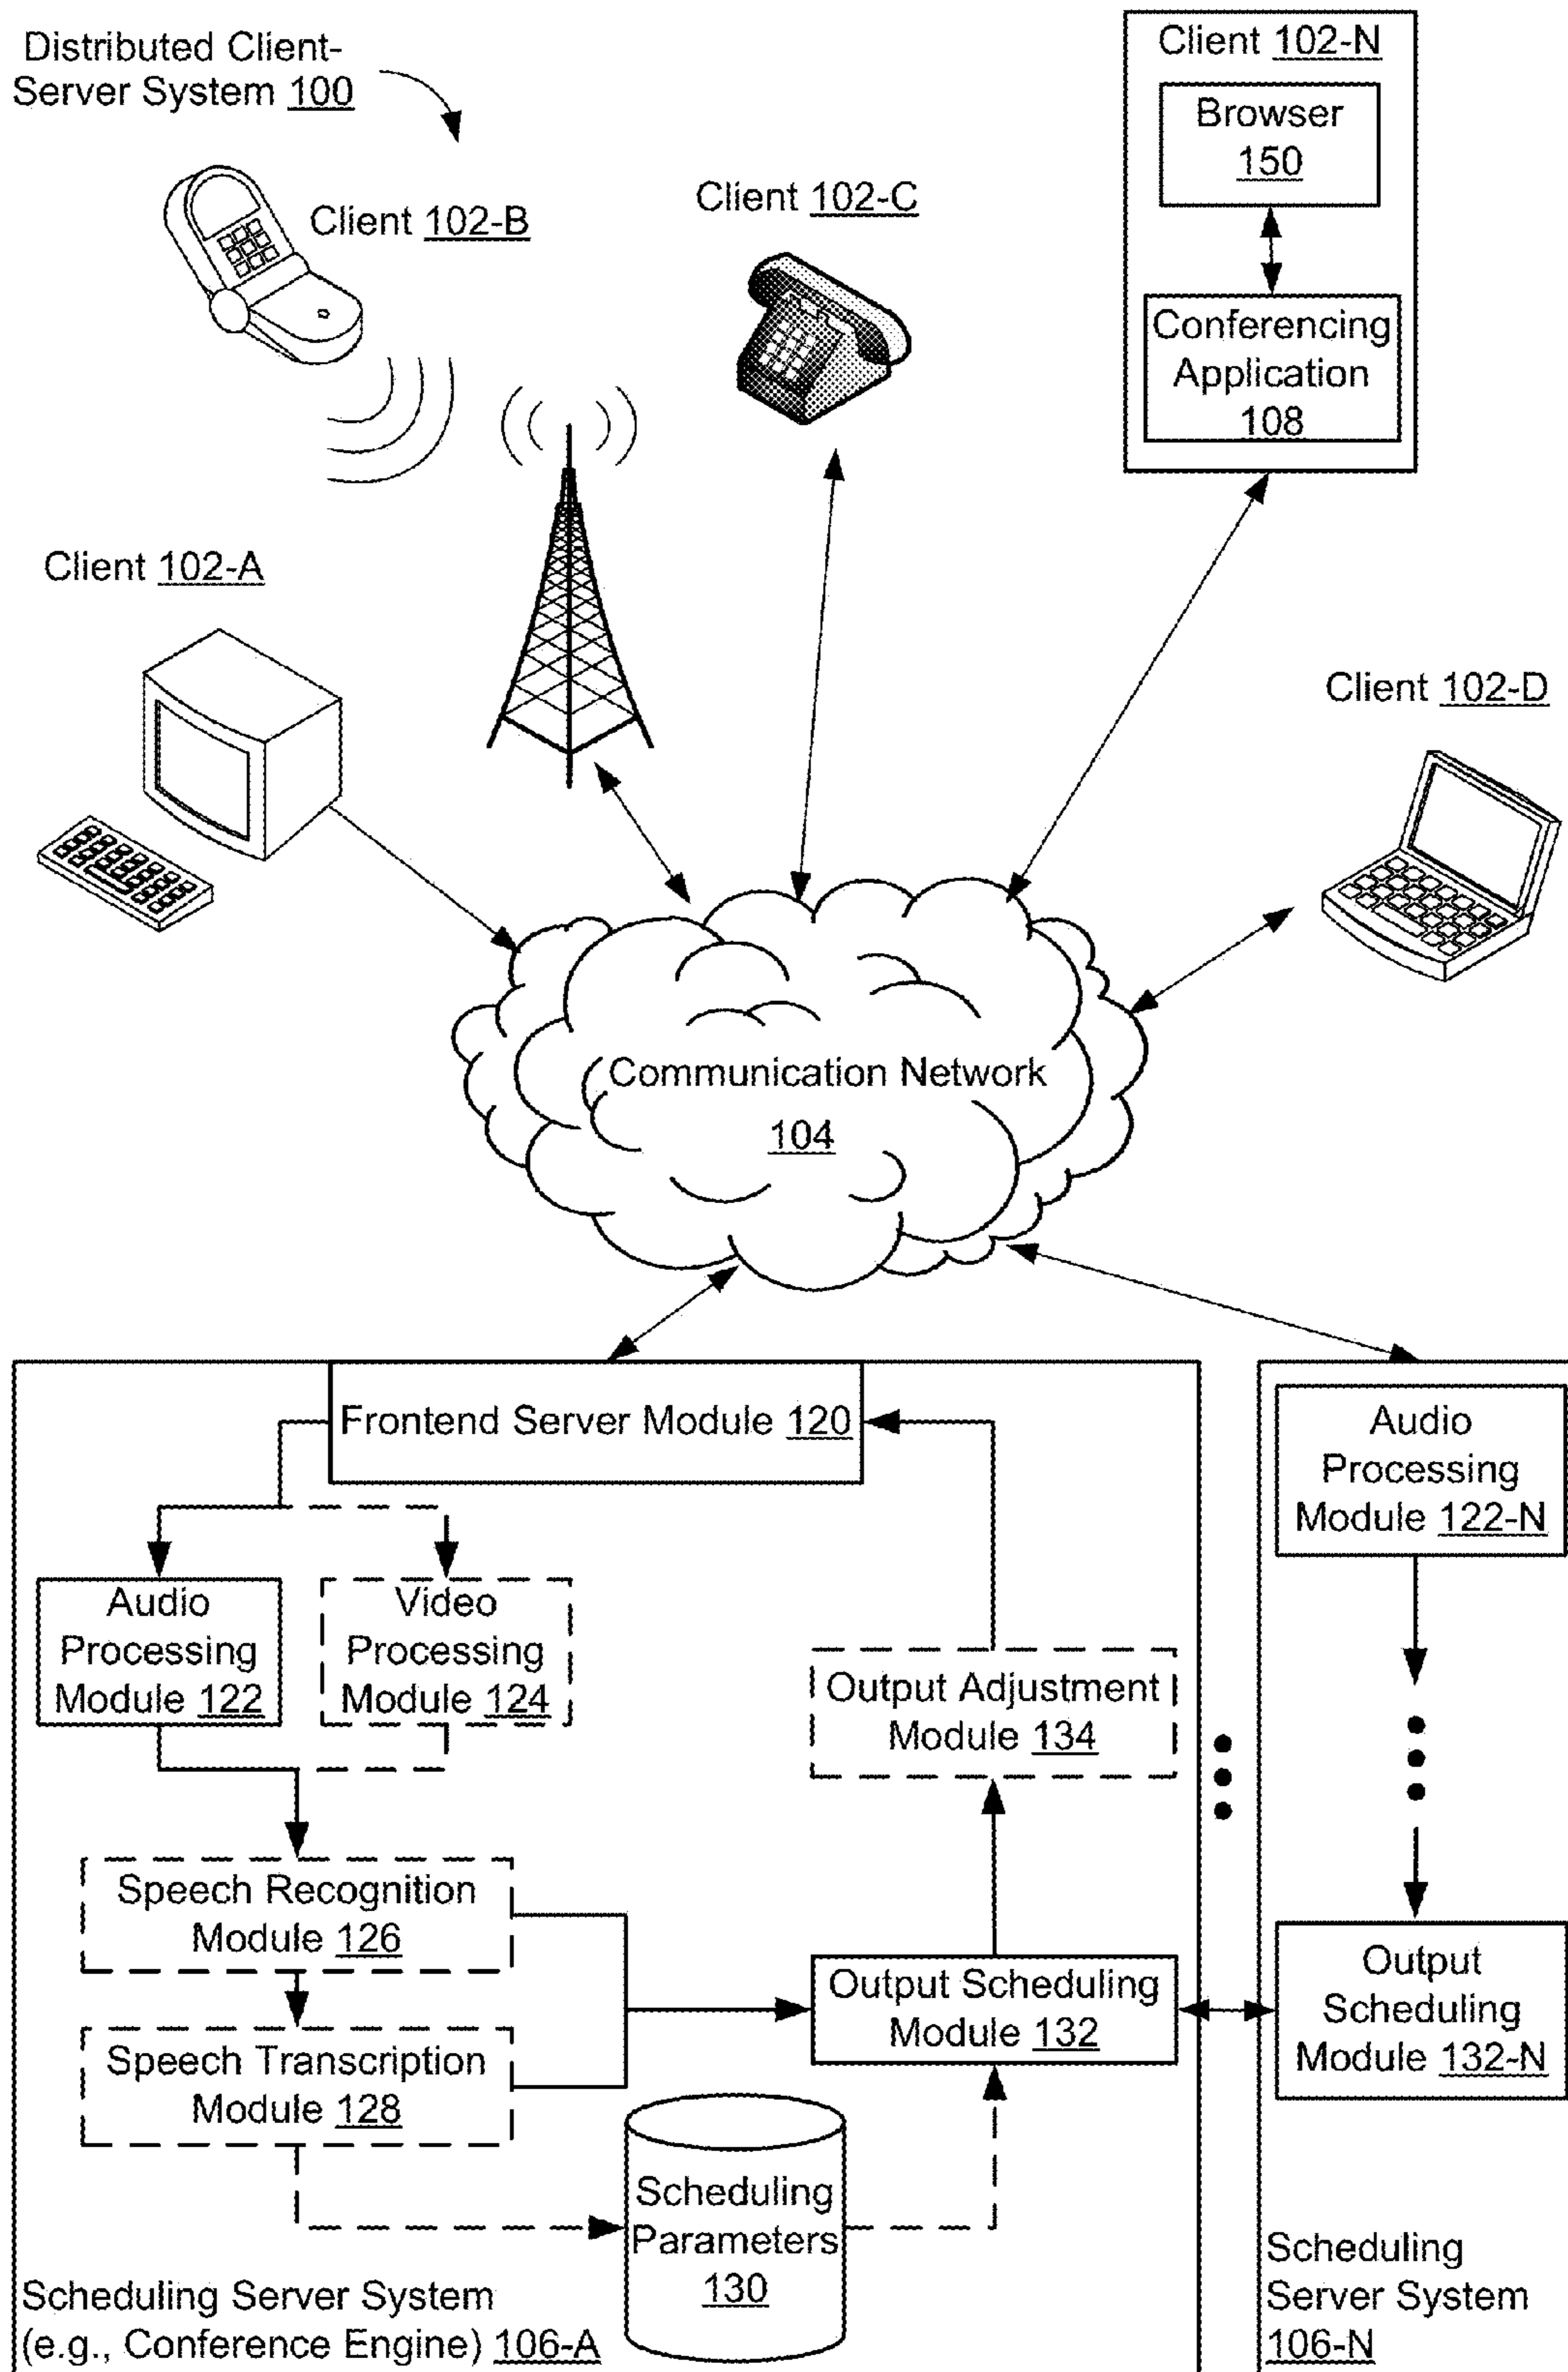 Distributed Client-
Server System 100
Client 102-N
Browser
150
Conferencing
Application
108
Client 102-B
Client 102-C
Client 102-A
Client 102-D
Communication Network
104
Frontend Server Module 120
Audio
Processing
Module 122
Video
Processing
Module 124
Output Adjustment
Module 134
Speech Recognition
Module 126
Speech Transcription
Module 128
Output Scheduling
Module 132
Scheduling
Parameters
130
Scheduling Server System
(e.g., Conference Engine) 106-A
Audio
Processing
Module 122-N
Output
Scheduling
Module 132-N
Scheduling
Server System
106-N